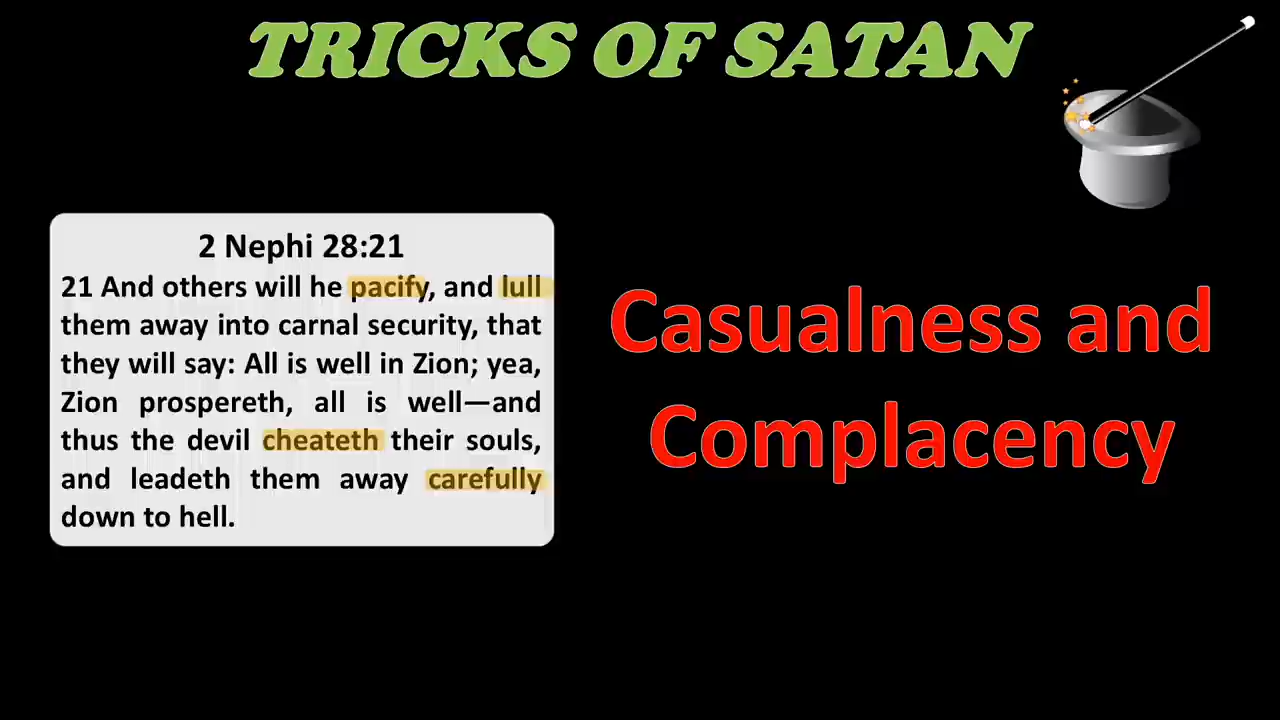 TRICKS OF SATAN
2 Nephi 28:21
21 And others will he pacify, and lull
them away into carnal security, that
they will say: All is well in Zion; yea,
Zion prospereth, all is well—and
thus the devil cheateth their souls,
and leadeth them away carefully
down to hell.
Casualness and
Complacency